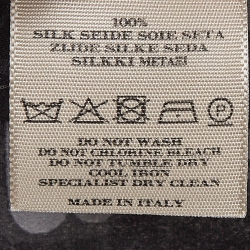 100%
SILK SEIDE SOIE SETA
ZIJDE SILKE SEDA
SILKKI METAΞI
DO NOT WASH
DO NOT CHLORINE BLEACH
DO NOT TUMBLE DRY
COOL IRON
SPECIALIST DRY CLEAN
MADE IN ITALY